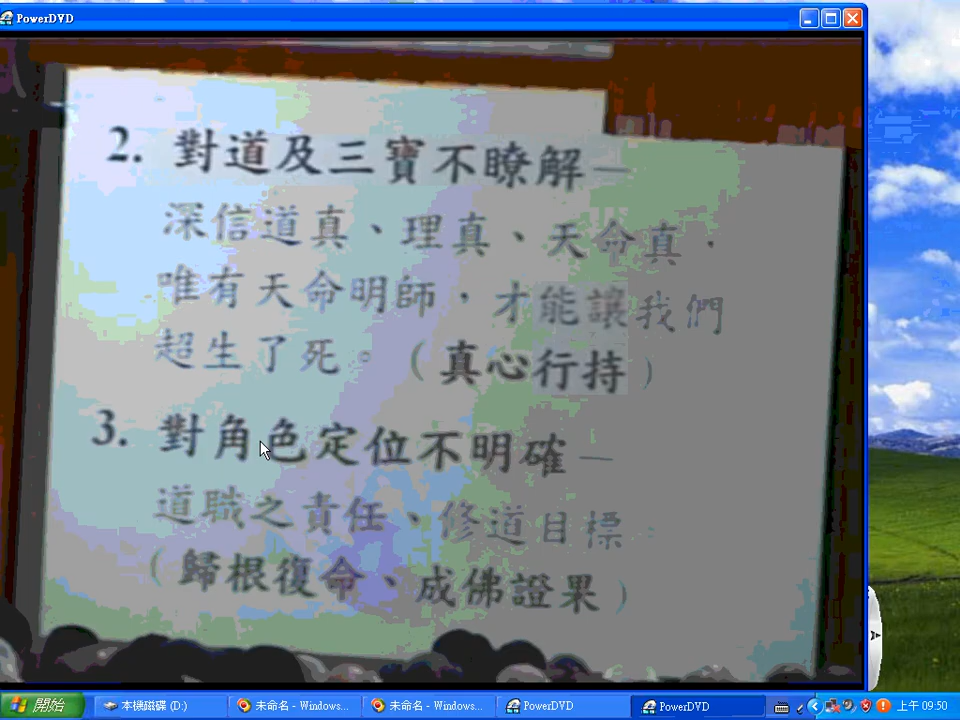 PowerDVD
2. 對道及三寶不瞭解—
深信道真、理真、天命真，
唯有天命明師，才能讓我們
超生了死。（真心行持）
3. 對角色定位不明確—
道職之責任、修道目標。
（歸根復命、成佛證果）
開始
本機磁碟 (D:)
未命名 - Windows...
未命名 - Windows...
PowerDVD
PowerDVD
上午 09:50